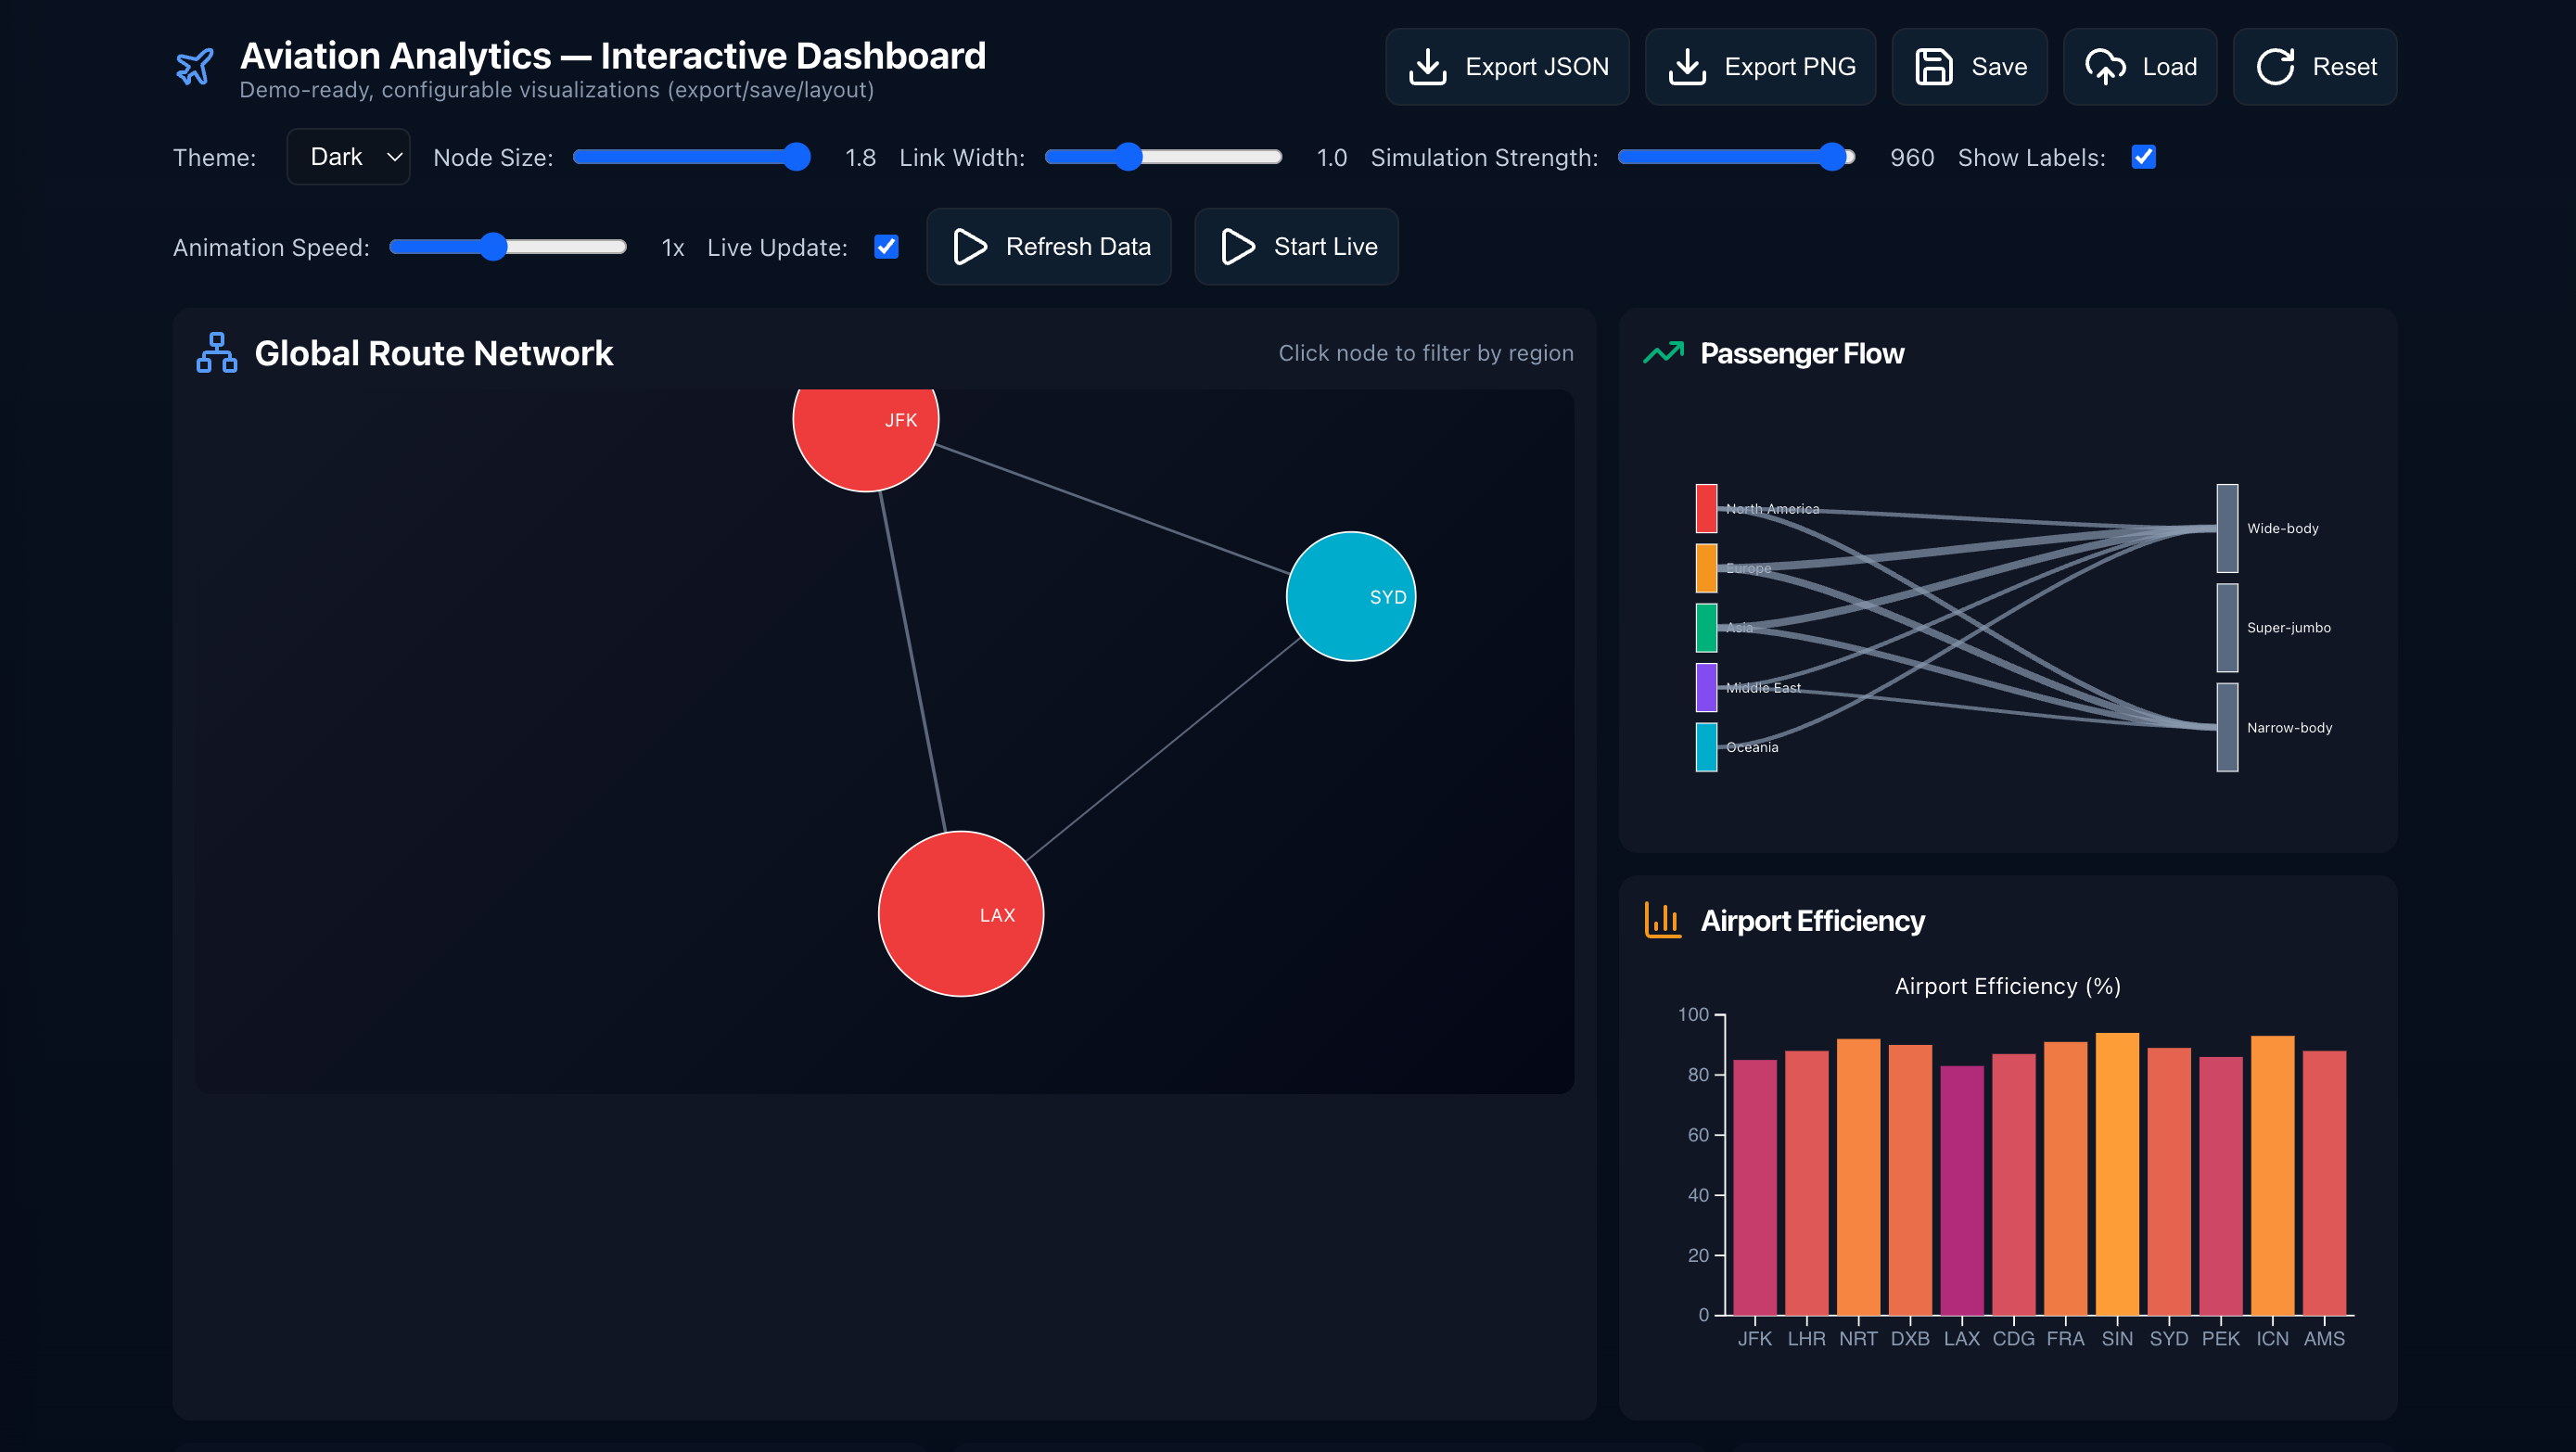 Aviation Analytics — Interactive Dashboard
Demo-ready, configurable visualizations (export/save/layout)
Export JSON
Export PNG
Save
Load
Reset
Theme: Dark Node Size: 1.8 Link Width: 1.0 Simulation Strength: 960 Show Labels:
Animation Speed: 1x Live Update: Refresh Data Start Live
Global Route Network
Click node to filter by region
JFK
SYD
LAX
Passenger Flow
North America
Europe
Asia
Middle East
Oceania
Wide-body
Super-jumbo
Narrow-body
Airport Efficiency
Airport Efficiency (%)
100
80
60
40
20
0
JFK LHR NRT DXB LAX CDG FRA SIN SYD PEK ICN AMS